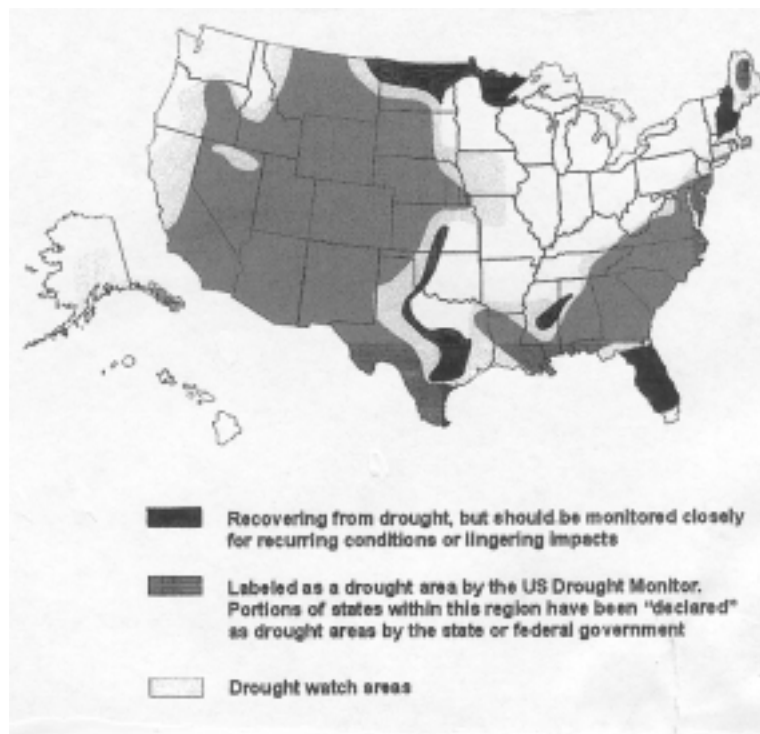 Recovering from drought, but should be monitored closely
for recurring conditions or lingering impacts
Labeled as a drought area by the US Drought Monitor.
Portions of states within this region have been "declared"
as drought areas by the state or federal government
Drought watch areas